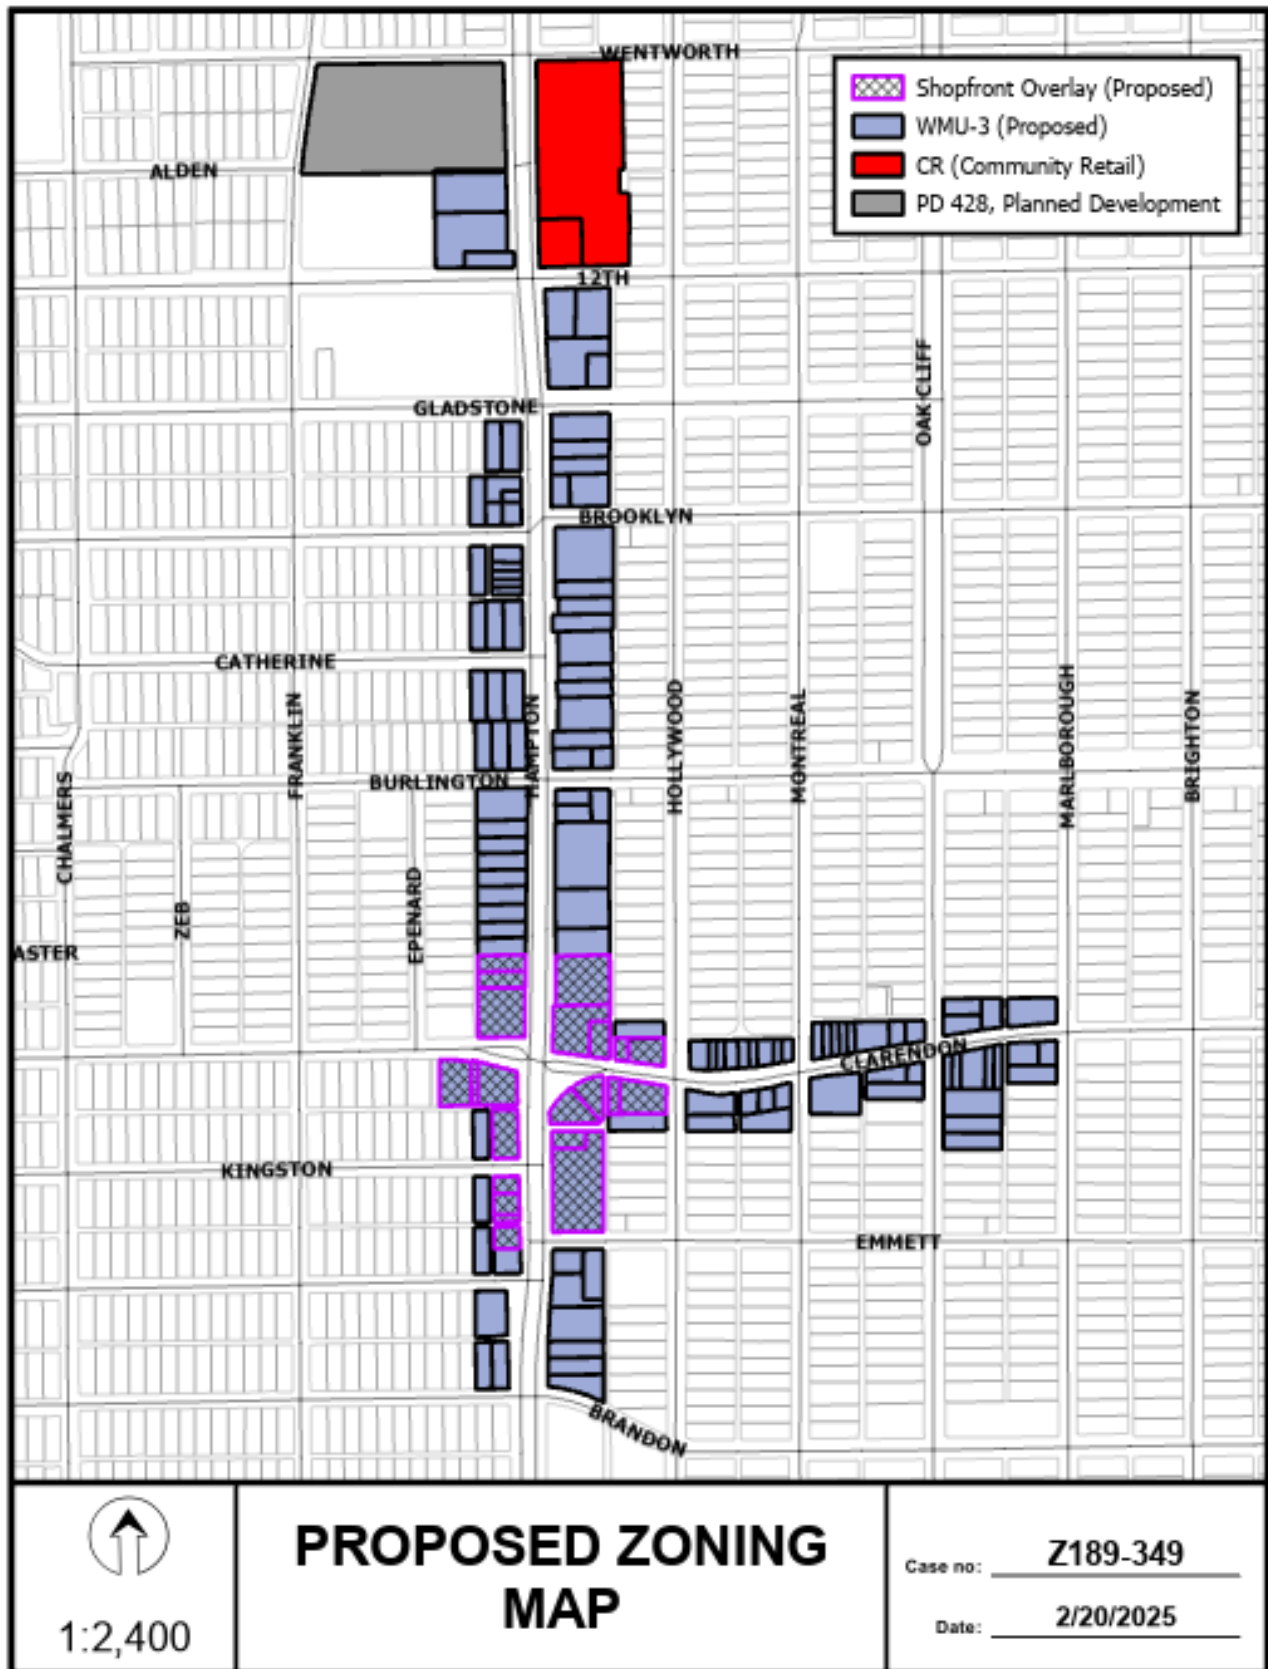 WENTWORTH
Shopfront Overlay (Proposed)
WMU-3 (Proposed)
CR (Community Retail)
PD 428, Planned Development
ALDEN
12TH
OAK CLIFF
GLADSTONE
BROOKLYN
CATHERINE
FRANKLIN
HAMPTON
HOLLYWOOD
MONTREAL
MARLBOROUGH
BRIGHTON
BURLINGTON
CHALMERS
EPENARD
ZEB
ASTER
CLARENDON
KINGSTON
EMMETT
BRANDON
1:2,400
PROPOSED ZONING
MAP
Case no: Z189-349
Date: 2/20/2025